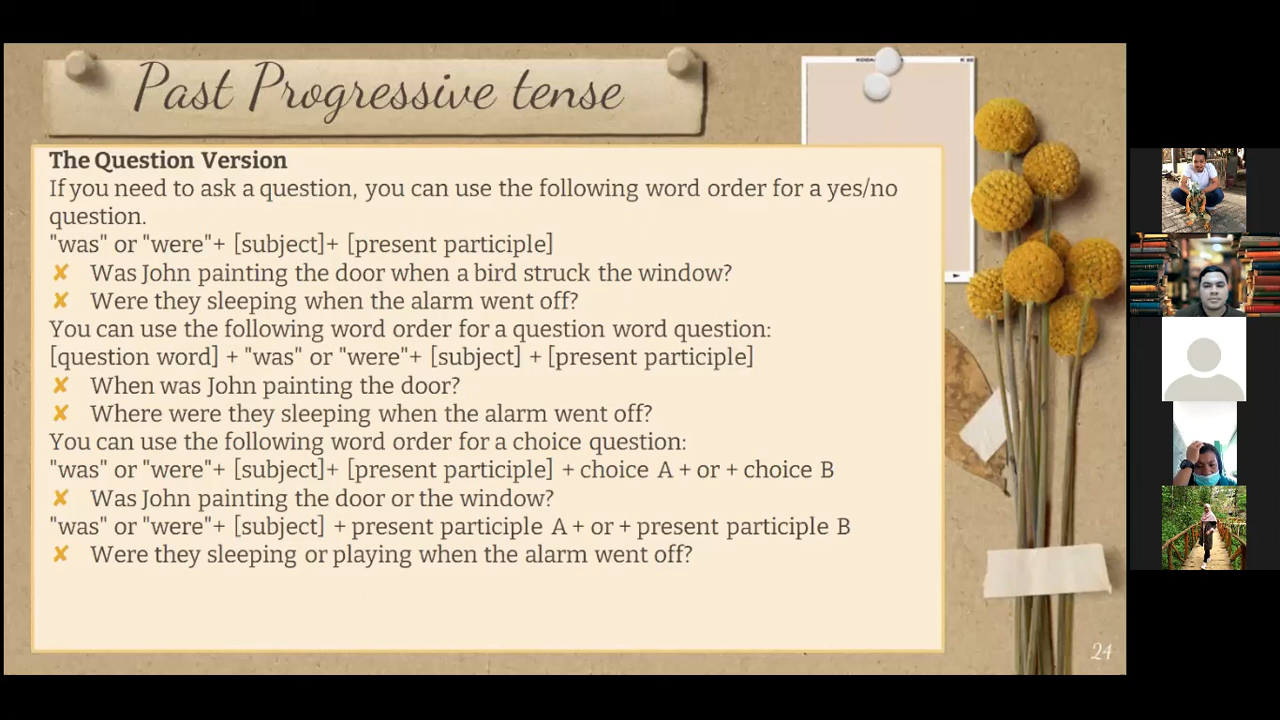 Past Progressive tense
The Question Version
If you need to ask a question, you can use the following word order for a yes/no
question.
"was" or "were"+ [subject]+ [present participle]
✘ Was John painting the door when a bird struck the window?
✘ Were they sleeping when the alarm went off?
You can use the following word order for a question word question:
[question word] + "was" or "were"+ [subject] + [present participle]
✘ When was John painting the door?
✘ Where were they sleeping when the alarm went off?
You can use the following word order for a choice question:
"was" or "were"+ [subject]+ [present participle] + choice A + or + choice B
✘ Was John painting the door or the window?
"was" or "were"+ [subject] + present participle A + or + present participle B
✘ Were they sleeping or playing when the alarm went off?
24